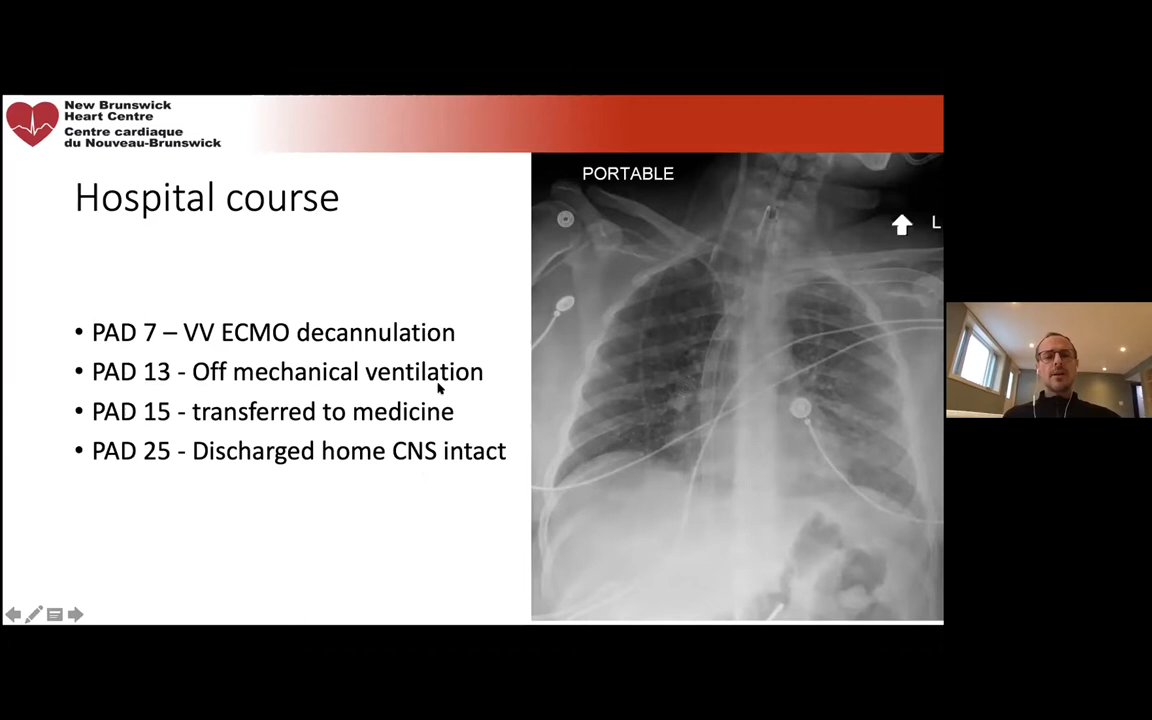 New Brunswick
Heart Centre
Centre cardiaque
du Nouveau-Brunswick
Hospital course
• PAD 7 – VV ECMO decannulation
• PAD 13 - Off mechanical ventilation
• PAD 15 - transferred to medicine
• PAD 25 - Discharged home CNS intact
PORTABLE
L